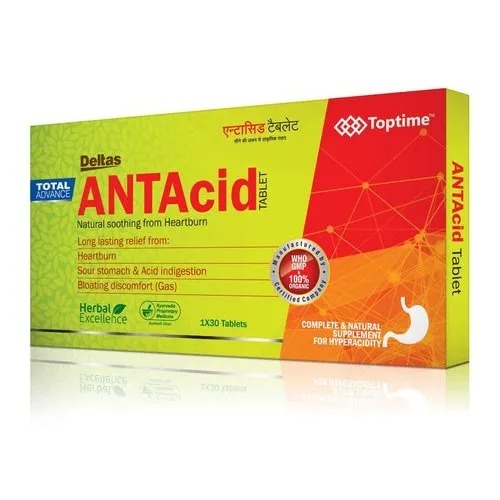 एन्टासिड टैबलेट
Toptime™
Deltas
TOTAL
ADVANCE
ANTAcid
TABLET
Natural soothing from Heartburn
Long lasting relief from:
Heartburn
Sour stomach & Acid indigestion
Bloating discomfort (Gas)
Herbal
Excellence
Ayurvedic
Proprietary
Medicine
1X30 Tablets
Manufactured by
WHO
GMP
&
100%
ORGANIC
Certified Company
COMPLETE & NATURAL
SUPPLEMENT
FOR HYPERACIDITY
ANTAcid Tablet